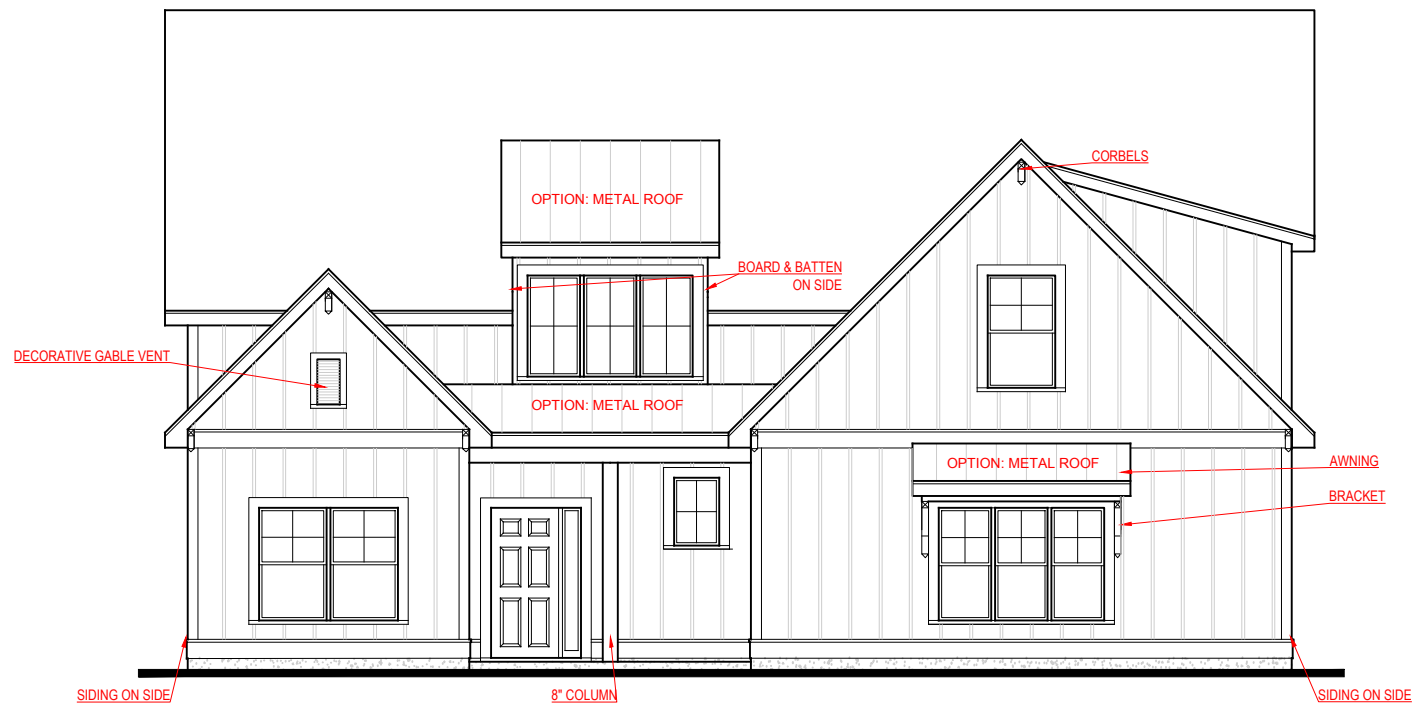 CORBELS
OPTION: METAL ROOF
BOARD & BATTEN
ON SIDE
DECORATIVE GABLE VENT
OPTION: METAL ROOF
OPTION: METAL ROOF
AWNING
BRACKET
SIDING ON SIDE
8" COLUMN
SIDING ON SIDE